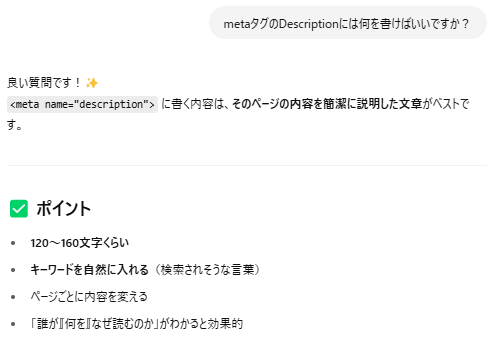 metaタグのDescriptionには何を書けばいいですか？
良い質問です！✨
<meta name="description"> に書く内容は、そのページの内容を簡潔に説明した文章がベストで
す。
✅ ポイント
• 120～160文字くらい
• キーワードを自然に入れる（検索されそうな言葉）
• ページごとに内容を変える
• 「誰が『何を』なぜ読むのか」がわかると効果的